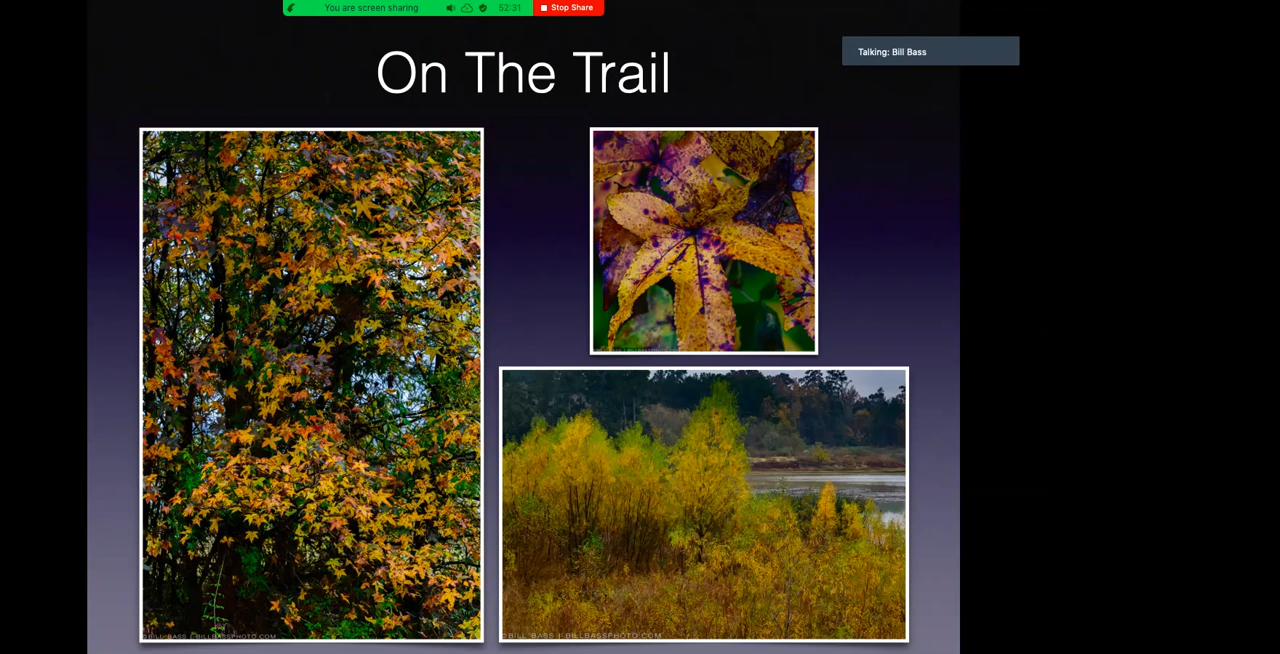 You are screen sharing
52:31
Stop Share
Talking: Bill Bass
On The Trail
©BILL BASS | BILLBASSPHOTO.COM
©BILL BASS | BILLBASSPHOTO.COM